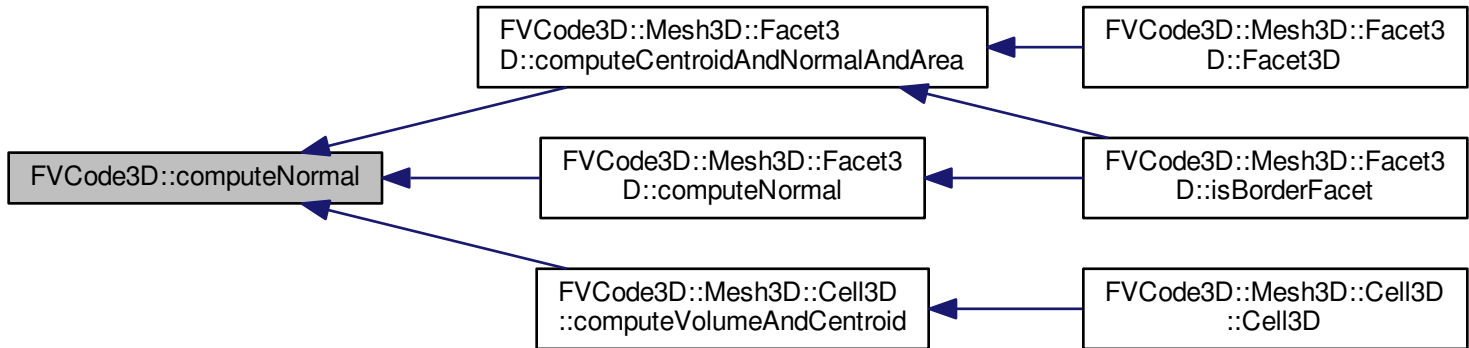 FVCode3D::computeNormal
FVCode3D::Mesh3D::Facet3
D::computeCentroidAndNormalAndArea
FVCode3D::Mesh3D::Facet3
D::Facet3D
FVCode3D::Mesh3D::Facet3
D::computeNormal
FVCode3D::Mesh3D::Facet3
D::isBorderFacet
FVCode3D::Mesh3D::Cell3D
::computeVolumeAndCentroid
FVCode3D::Mesh3D::Cell3D
::Cell3D